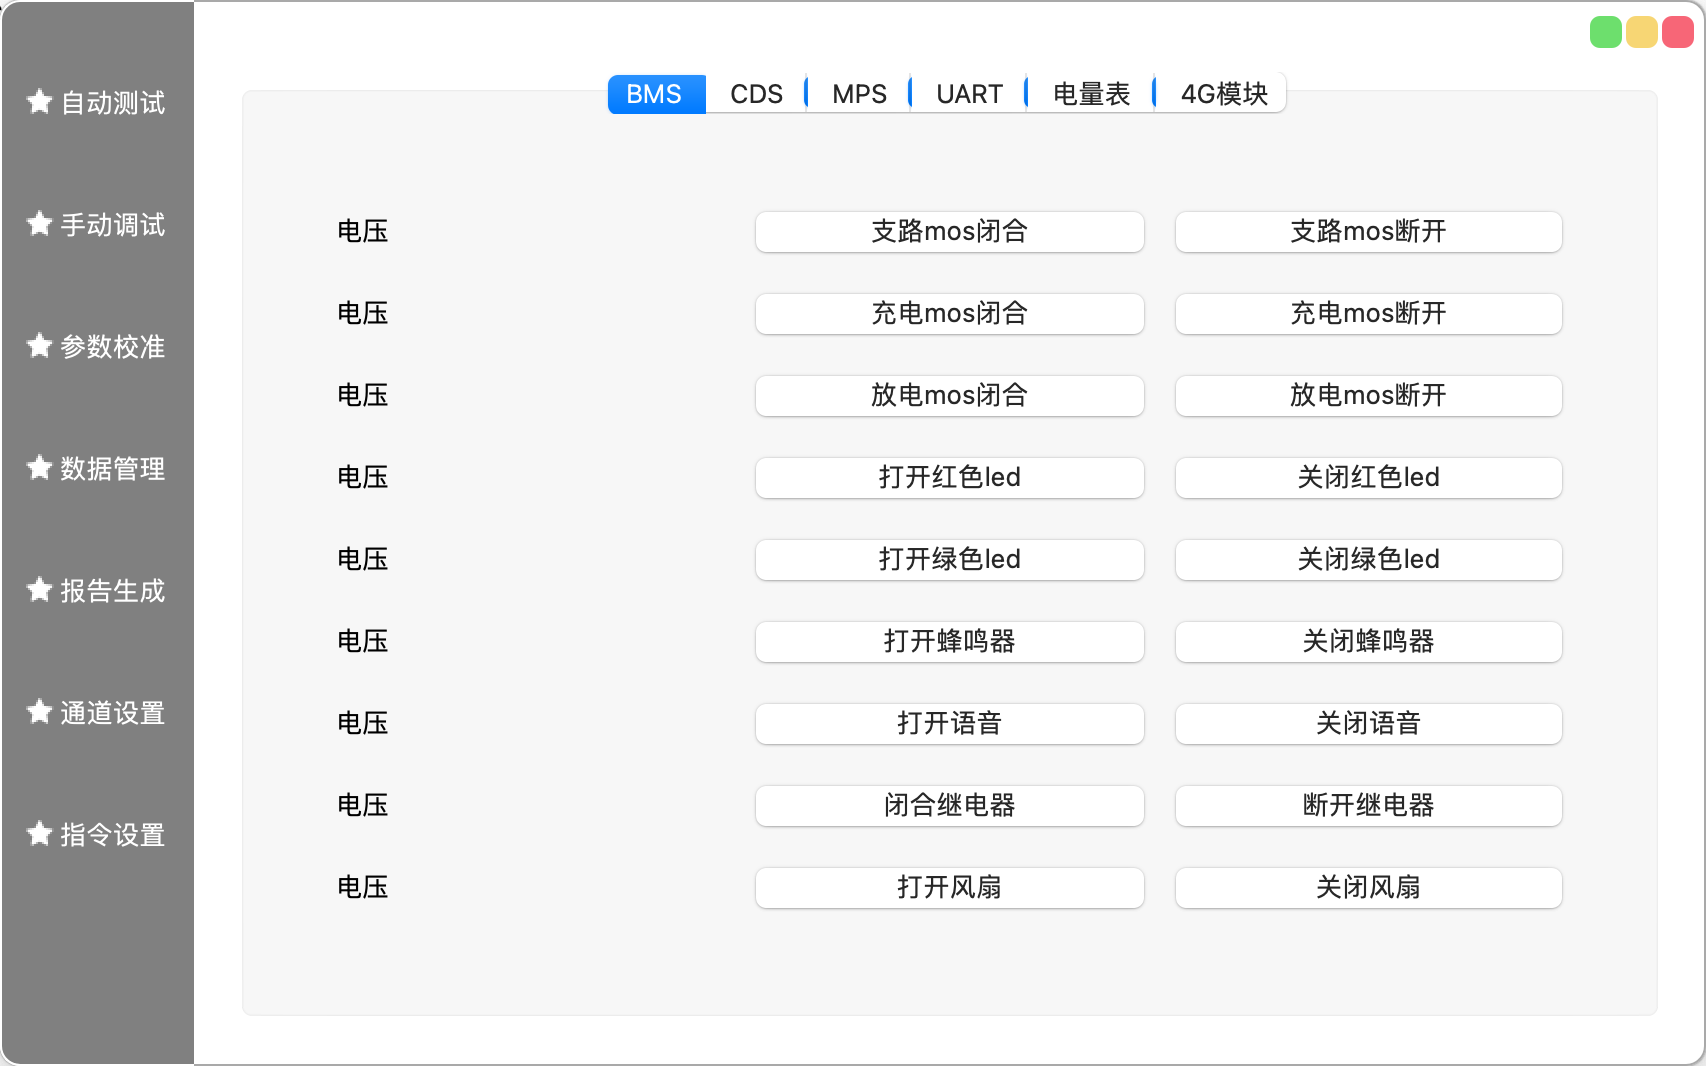 自动测试
手动调试
参数校准
数据管理
报告生成
通道设置
指令设置
BMS CDS MPS UART 电量表 4G模块
电压 支路mos闭合 支路mos断开
电压 充电mos闭合 充电mos断开
电压 放电mos闭合 放电mos断开
电压 打开红色led 关闭红色led
电压 打开绿色led 关闭绿色led
电压 打开蜂鸣器 关闭蜂鸣器
电压 打开语音 关闭语音
电压 闭合继电器 断开继电器
电压 打开风扇 关闭风扇